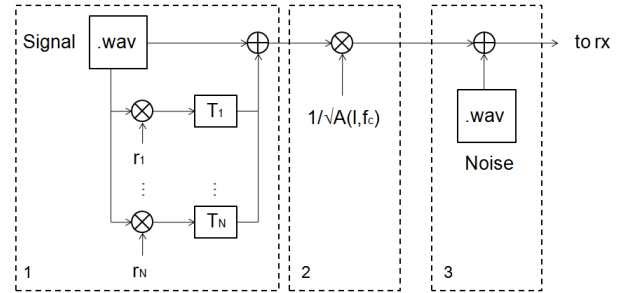 Signal .wav to rx
T₁
1/√A(l,fc)
.wav
r₁
Noise
⋮ ⋮
TN
rN
1 2 3